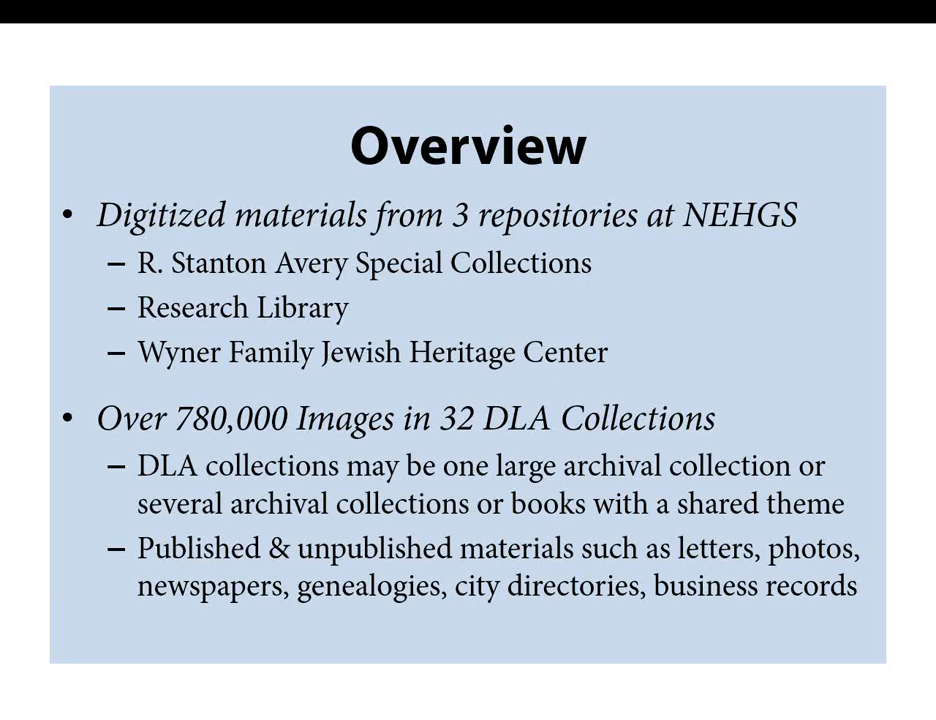 Overview
• Digitized materials from 3 repositories at NEHGS
– R. Stanton Avery Special Collections
– Research Library
– Wyner Family Jewish Heritage Center
• Over 780,000 Images in 32 DLA Collections
– DLA collections may be one large archival collection or
several archival collections or books with a shared theme
– Published & unpublished materials such as letters, photos,
newspapers, genealogies, city directories, business records